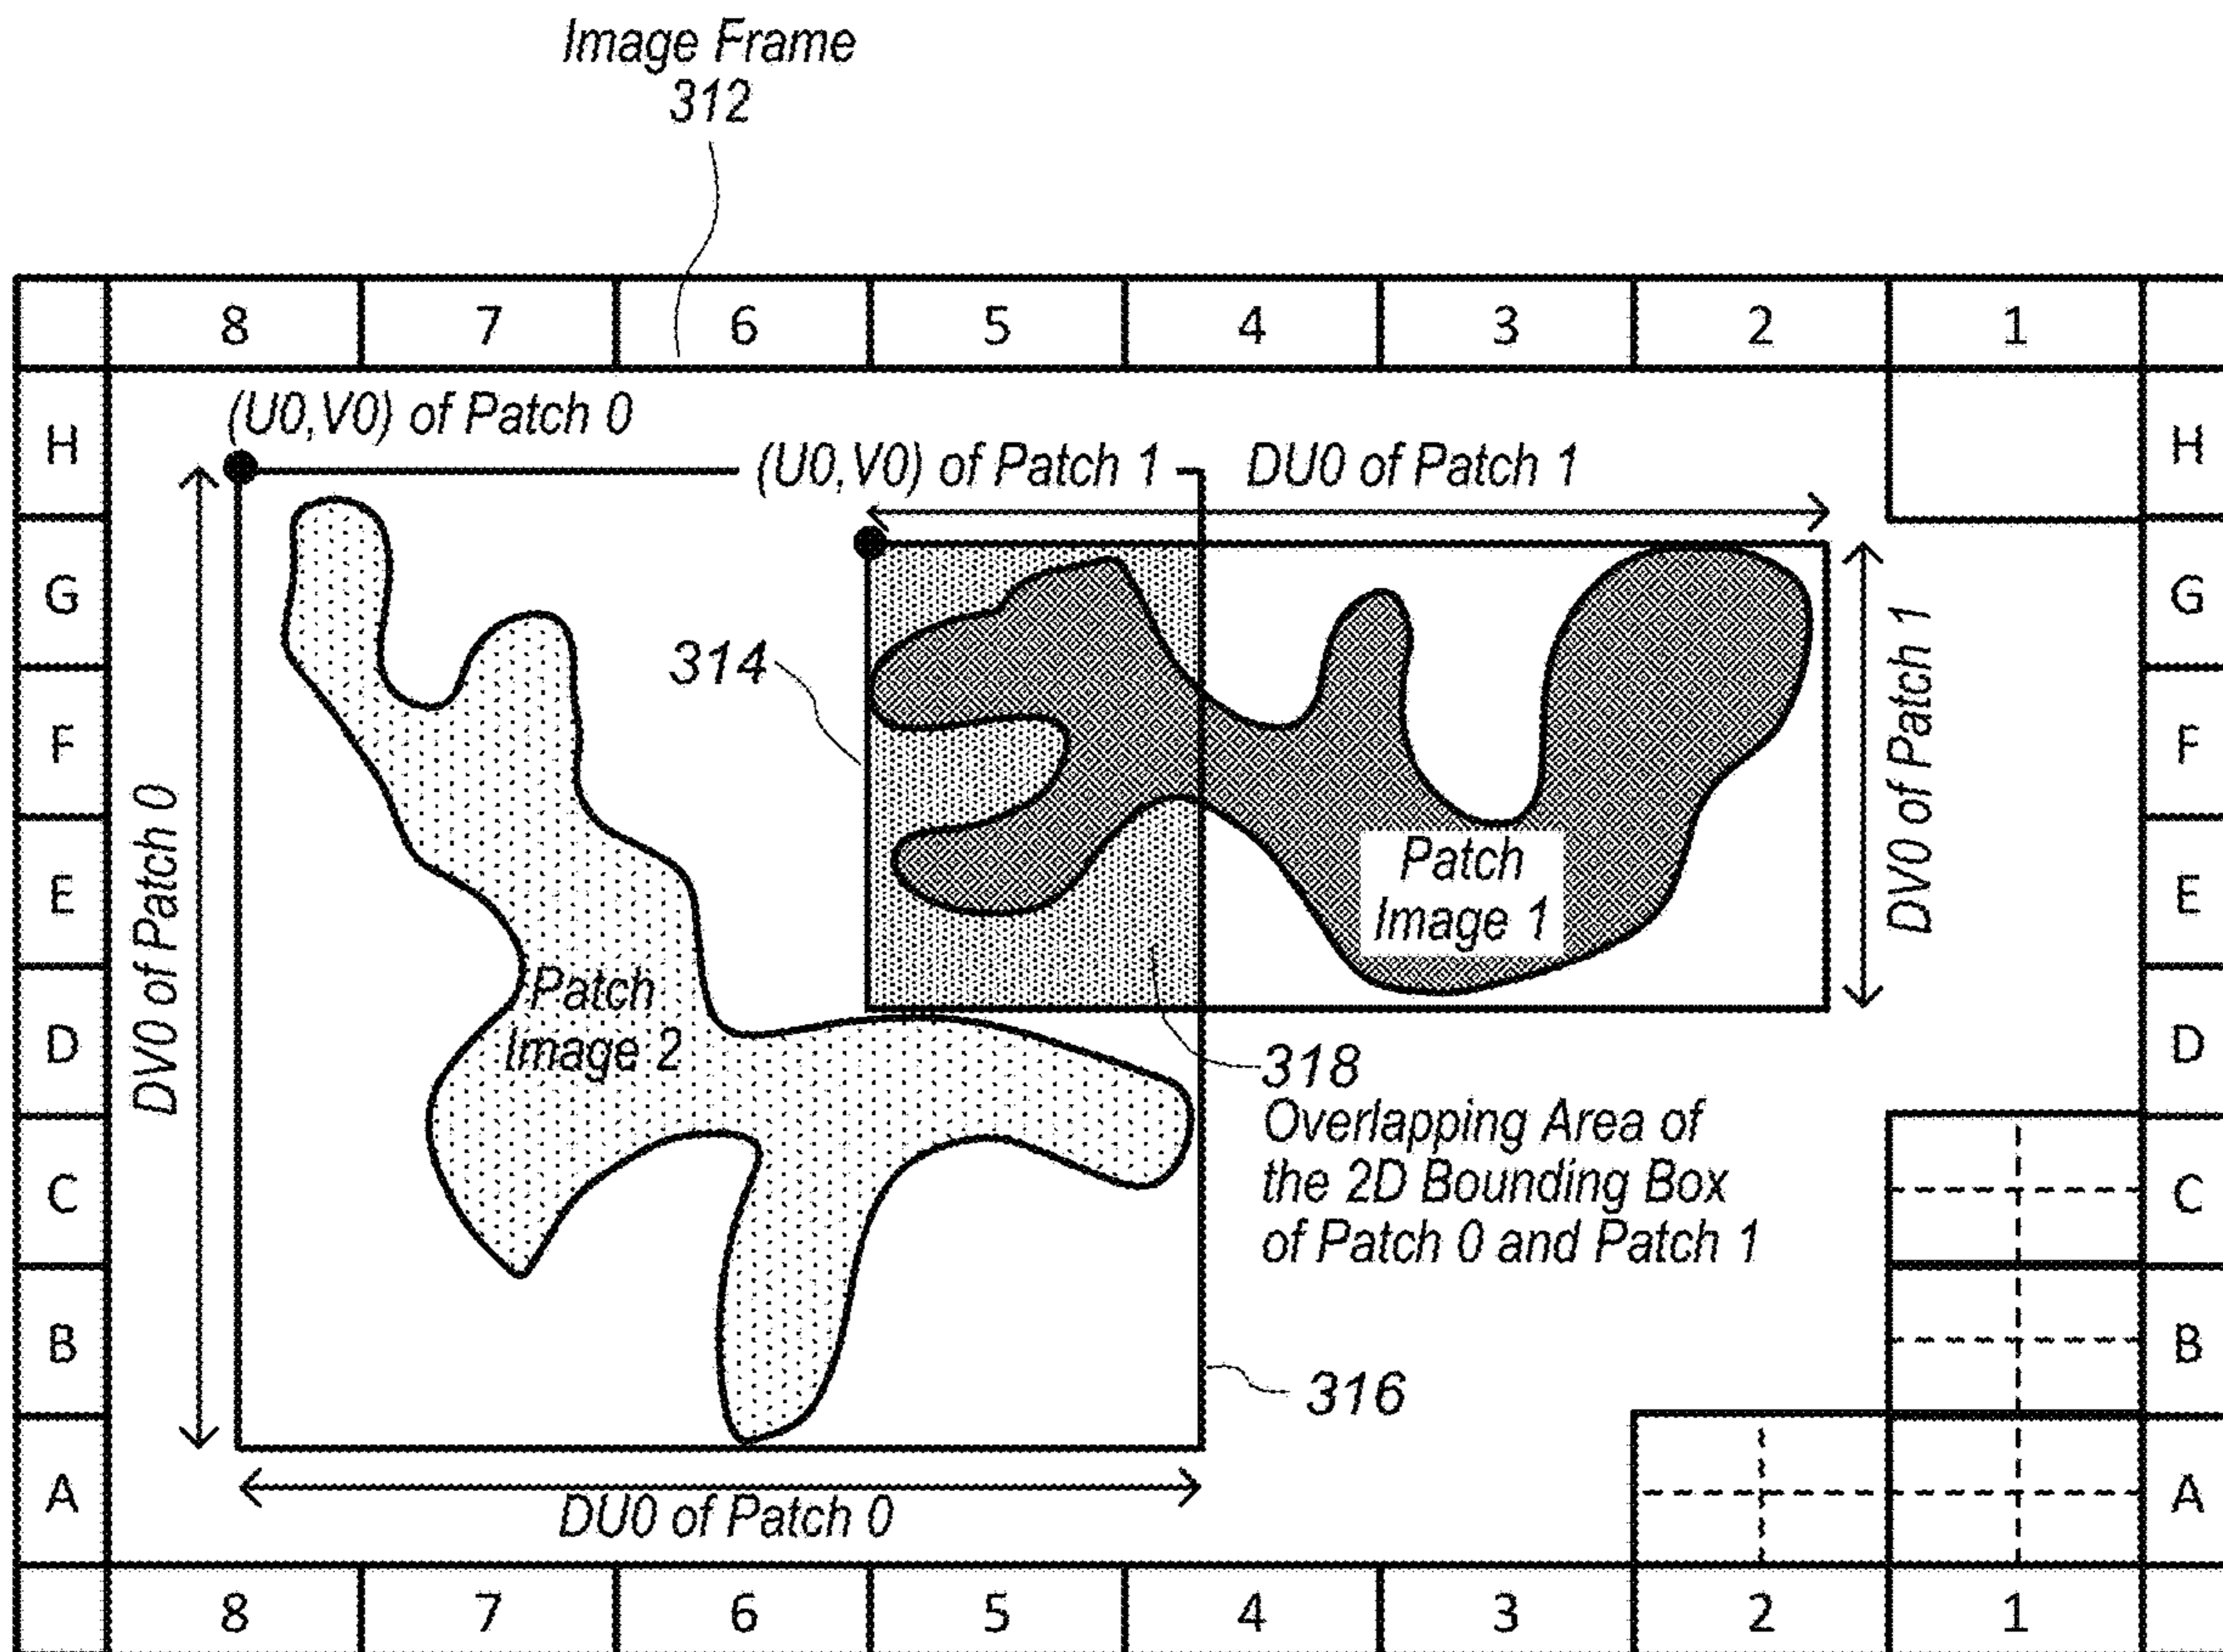 Image Frame
312
8 7 6 5 4 3 2 1
(U0,V0) of Patch 0
H H
(U0,V0) of Patch 1 DU0 of Patch 1
G G
314
DV0 of Patch 1
F F
DV0 of Patch 0
Patch
Image 1
E E
Patch
Image 2
D D
318
Overlapping Area of
the 2D Bounding Box
of Patch 0 and Patch 1
C C
B B
316
A A
DU0 of Patch 0
8 7 6 5 4 3 2 1